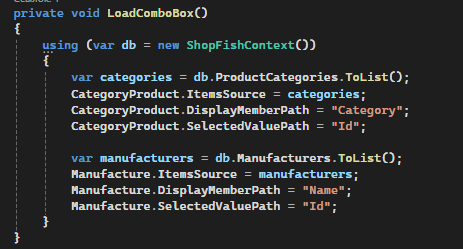 private void LoadComboBox()
{
using (var db = new ShopFishContext())
{
var categories = db.ProductCategories.ToList();
CategoryProduct.ItemsSource = categories;
CategoryProduct.DisplayMemberPath = "Category";
CategoryProduct.SelectedValuePath = "Id";
var manufacturers = db.Manufacturers.ToList();
Manufacture.ItemsSource = manufacturers;
Manufacture.DisplayMemberPath = "Name";
Manufacture.SelectedValuePath = "Id";
}
}